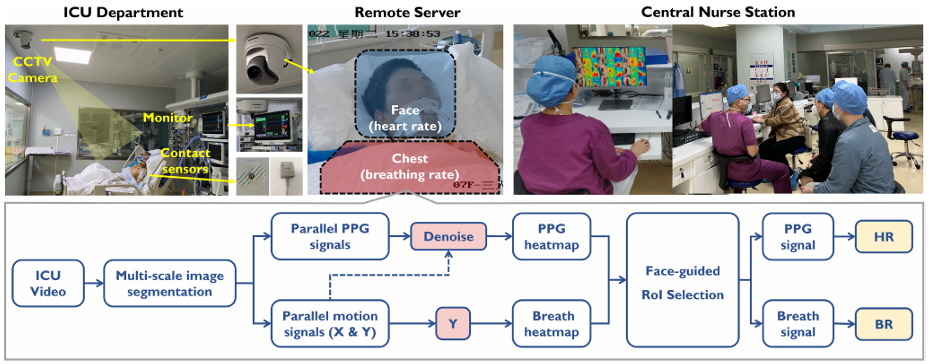 ICU Department
Remote Server
Central Nurse Station
CCTV
Camera
Monitor
Contact
sensors
022 星期二 15:38:53
Face
(heart rate)
Chest
(breathing rate)
07F-三
ICU
Video
Multi-scale image
segmentation
Parallel PPG
signals
Denoise
PPG
heatmap
Parallel motion
signals (X & Y)
Y
Breath
heatmap
Face-guided
RoI Selection
PPG
signal
HR
Breath
signal
BR